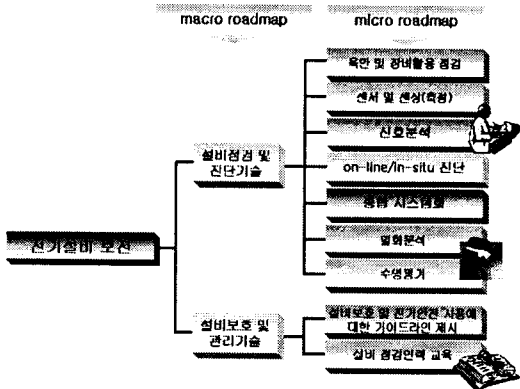 macro roadmap
micro roadmap
육안 및 장비활용 점검
센서 및 센싱(측정)
신호분석
설비점검 및
진단기술
on-line/in-situ 진단
시스템화
전기설비 보전
열화분석
수명평가
설비보호 및
관리기술
설비보호 및 전기안전 사용에
대한 가이드라인 제시
설비 점검인력 교육